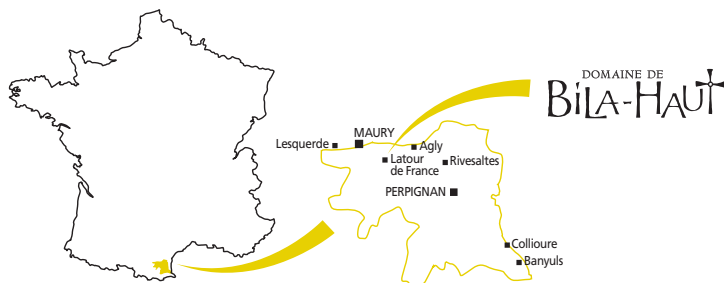 DOMAINE DE
BILA-HAUT
MAURY
Lesquerde
Agly
Latour
de France
Rivesaltes
PERPIGNAN
Collioure
Banyuls